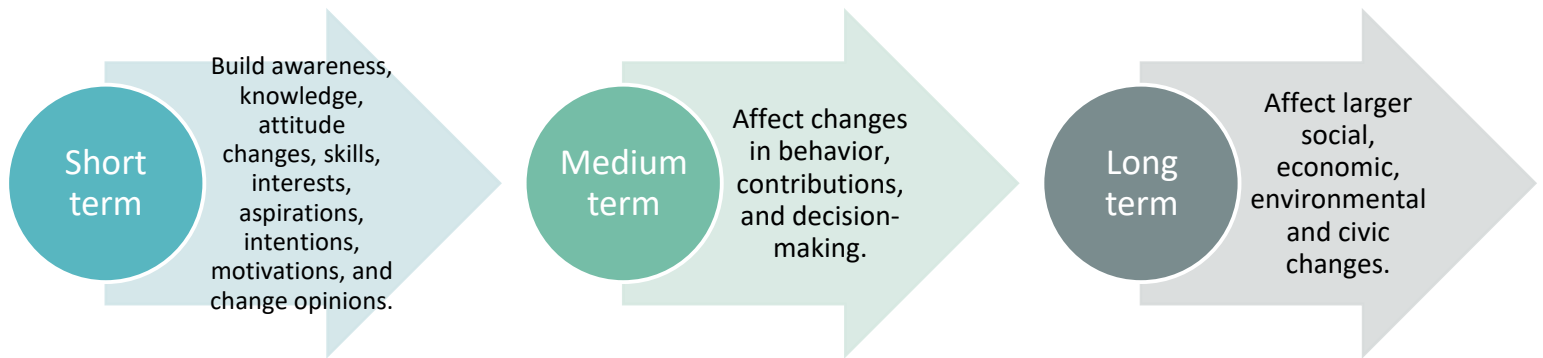 Short
term
Build awareness,
knowledge,
attitude
changes, skills,
interests,
aspirations,
intentions,
motivations, and
change opinions.
Medium
term
Affect changes
in behavior,
contributions,
and decision-
making.
Long
term
Affect larger
social,
economic,
environmental
and civic
changes.